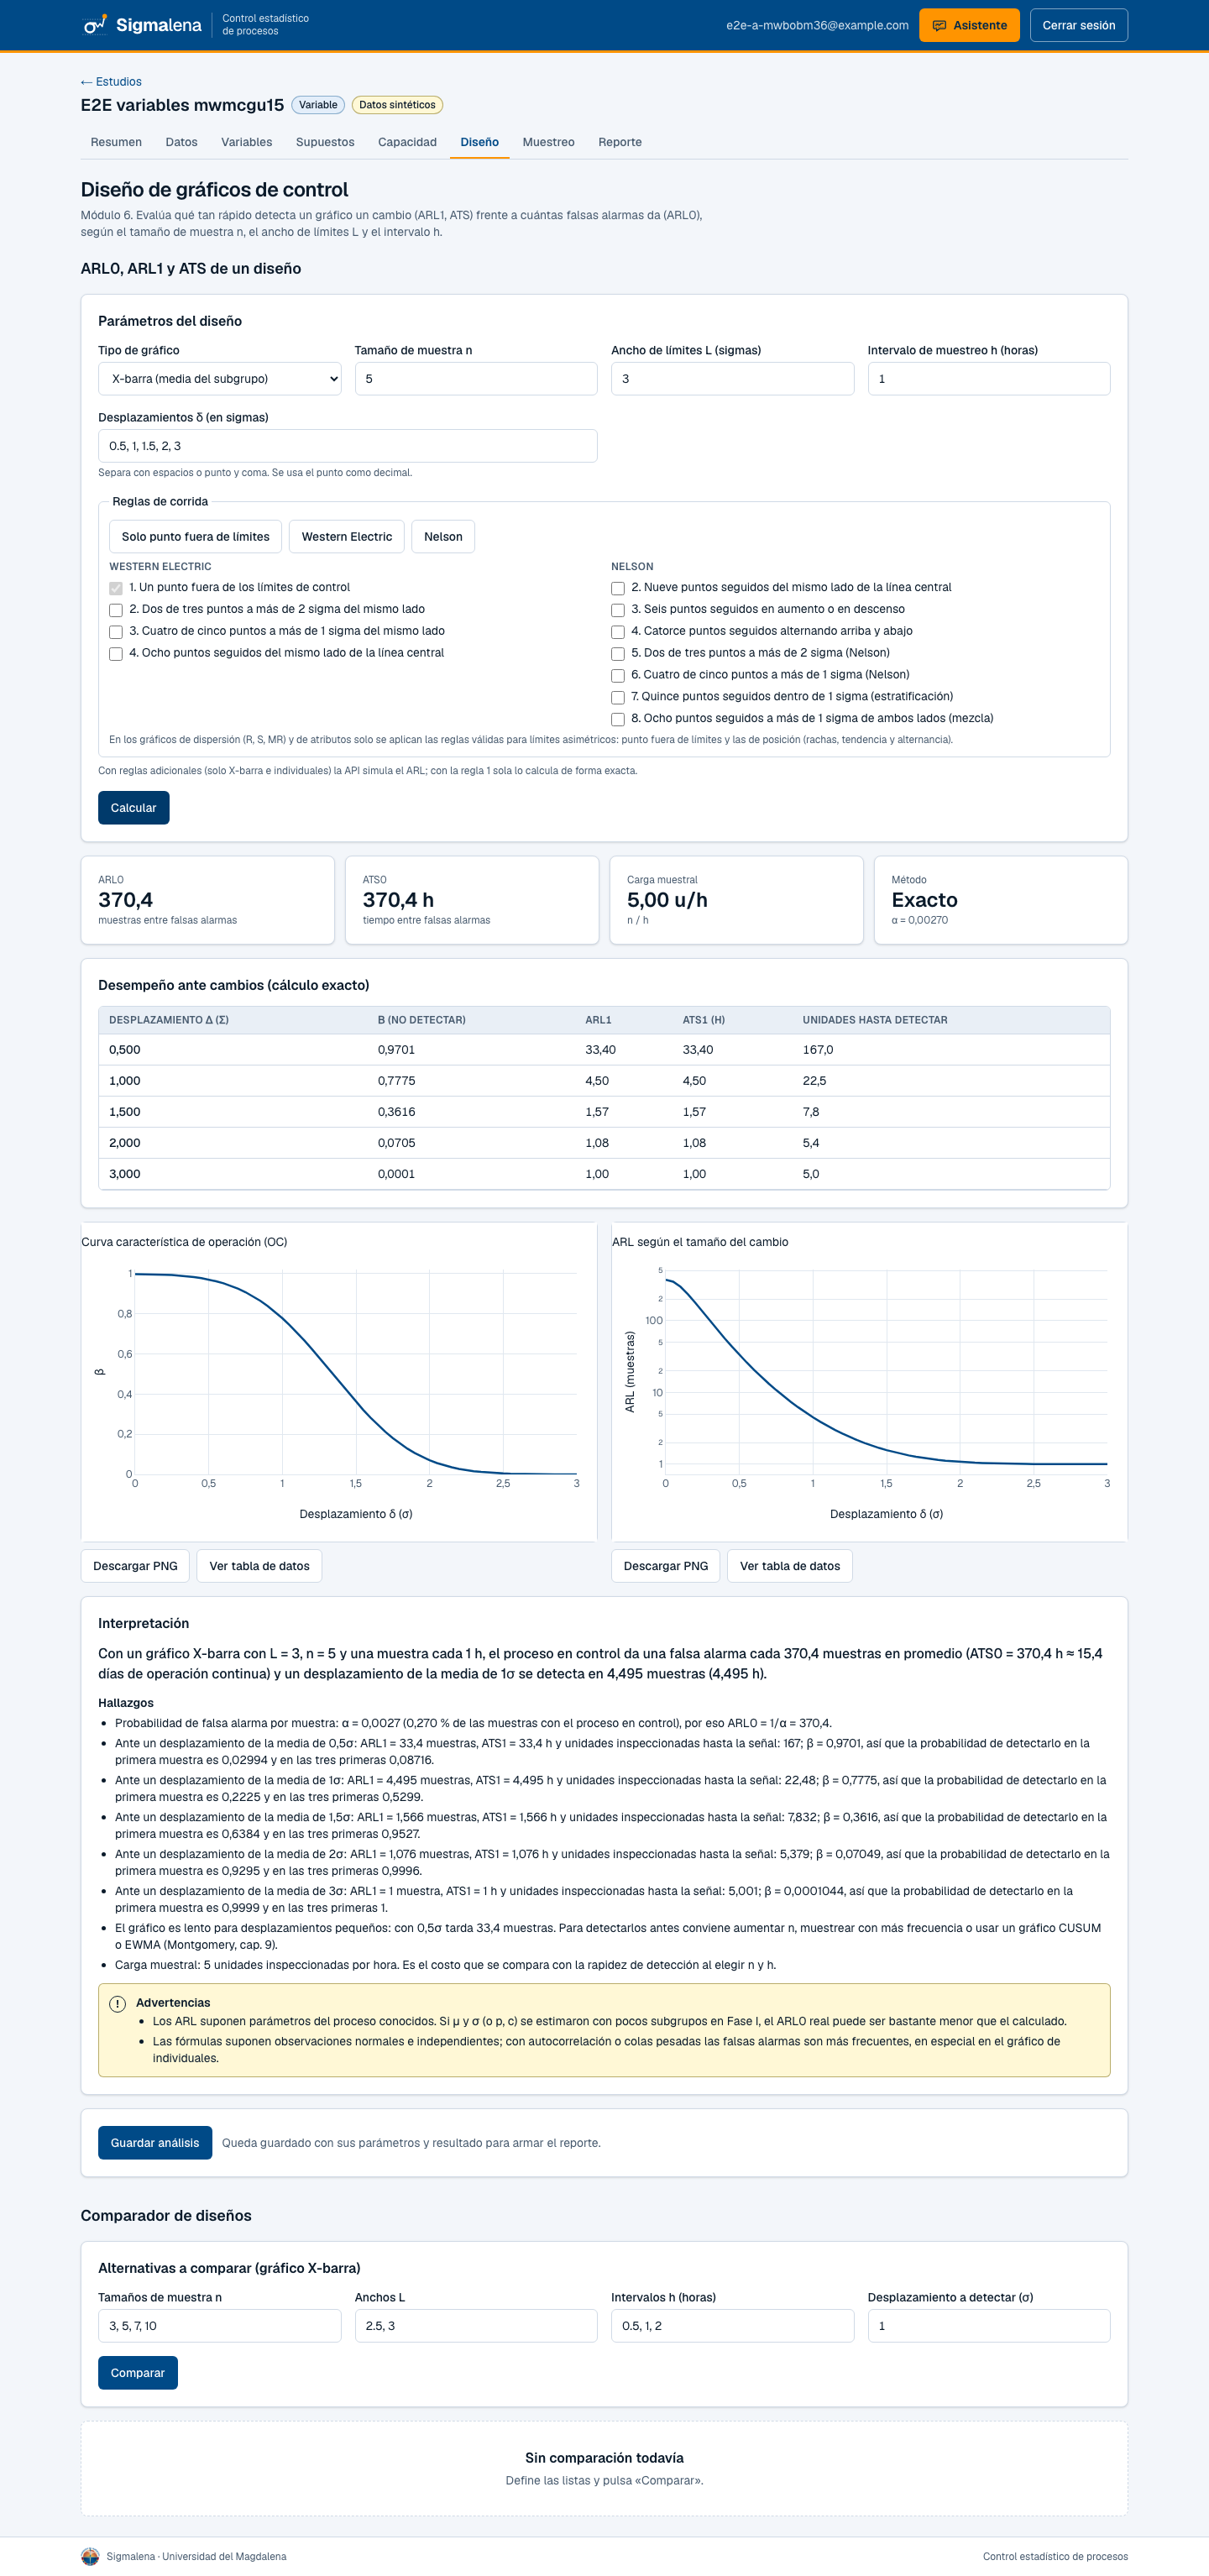 Sigmalena
Control estadístico
de procesos
e2e-a-mwbobm36@example.com
Asistente
Cerrar sesión
← Estudios
E2E variables mwmcgu15
Variable
Datos sintéticos
Resumen
Datos
Variables
Supuestos
Capacidad
Diseño
Muestreo
Reporte
Diseño de gráficos de control
Módulo 6. Evalúa qué tan rápido detecta un gráfico un cambio (ARL1, ATS) frente a cuántas falsas alarmas da (ARL0),
según el tamaño de muestra n, el ancho de límites L y el intervalo h.
ARL0, ARL1 y ATS de un diseño
Parámetros del diseño
Tipo de gráfico
Tamaño de muestra n
Ancho de límites L (sigmas)
Intervalo de muestreo h (horas)
X-barra (media del subgrupo)
5
3
1
Desplazamientos δ (en sigmas)
0.5, 1, 1.5, 2, 3
Separa con espacios o punto y coma. Se usa el punto como decimal.
Reglas de corrida
Solo punto fuera de límites
Western Electric
Nelson
WESTERN ELECTRIC
1. Un punto fuera de los límites de control
2. Dos de tres puntos a más de 2 sigma del mismo lado
3. Cuatro de cinco puntos a más de 1 sigma del mismo lado
4. Ocho puntos seguidos del mismo lado de la línea central
NELSON
2. Nueve puntos seguidos del mismo lado de la línea central
3. Seis puntos seguidos en aumento o en descenso
4. Catorce puntos seguidos alternando arriba y abajo
5. Dos de tres puntos a más de 2 sigma (Nelson)
6. Cuatro de cinco puntos a más de 1 sigma (Nelson)
7. Quince puntos seguidos dentro de 1 sigma (estratificación)
8. Ocho puntos seguidos a más de 1 sigma de ambos lados (mezcla)
En los gráficos de dispersión (R, S, MR) y de atributos solo se aplican las reglas válidas para límites asimétricos: punto fuera de límites y las de posición (rachas, tendencia y alternancia).
Con reglas adicionales (solo X-barra e individuales) la API simula el ARL; con la regla 1 sola lo calcula de forma exacta.
Calcular
ARL0
370,4
muestras entre falsas alarmas
ATS0
370,4 h
tiempo entre falsas alarmas
Carga muestral
5,00 u/h
n / h
Método
Exacto
α = 0,00270
Desempeño ante cambios (cálculo exacto)
DESPLAZAMIENTO Δ (Σ) Β (NO DETECTAR) ARL1 ATS1 (H) UNIDADES HASTA DETECTAR
0,500 0,9701 33,40 33,40 167,0
1,000 0,7775 4,50 4,50 22,5
1,500 0,3616 1,57 1,57 7,8
2,000 0,0705 1,08 1,08 5,4
3,000 0,0001 1,00 1,00 5,0
Curva característica de operación (OC)
1
0,8
0,6
0,4
0,2
0
β
0 0,5 1 1,5 2 2,5 3
Desplazamiento δ (σ)
ARL según el tamaño del cambio
5
2
100
5
2
10
5
2
1
ARL (muestras)
0 0,5 1 1,5 2 2,5 3
Desplazamiento δ (σ)
Descargar PNG
Ver tabla de datos
Descargar PNG
Ver tabla de datos
Interpretación
Con un gráfico X-barra con L = 3, n = 5 y una muestra cada 1 h, el proceso en control da una falsa alarma cada 370,4 muestras en promedio (ATS0 = 370,4 h ≈ 15,4
días de operación continua) y un desplazamiento de la media de 1σ se detecta en 4,495 muestras (4,495 h).
Hallazgos
• Probabilidad de falsa alarma por muestra: α = 0,0027 (0,270 % de las muestras con el proceso en control), por eso ARL0 = 1/α = 370,4.
• Ante un desplazamiento de la media de 0,5σ: ARL1 = 33,4 muestras, ATS1 = 33,4 h y unidades inspeccionadas hasta la señal: 167; β = 0,9701, así que la probabilidad de detectarlo en la
primera muestra es 0,02994 y en las tres primeras 0,08716.
• Ante un desplazamiento de la media de 1σ: ARL1 = 4,495 muestras, ATS1 = 4,495 h y unidades inspeccionadas hasta la señal: 22,48; β = 0,7775, así que la probabilidad de detectarlo en la
primera muestra es 0,2225 y en las tres primeras 0,5299.
• Ante un desplazamiento de la media de 1,5σ: ARL1 = 1,566 muestras, ATS1 = 1,566 h y unidades inspeccionadas hasta la señal: 7,832; β = 0,3616, así que la probabilidad de detectarlo en la
primera muestra es 0,6384 y en las tres primeras 0,9527.
• Ante un desplazamiento de la media de 2σ: ARL1 = 1,076 muestras, ATS1 = 1,076 h y unidades inspeccionadas hasta la señal: 5,379; β = 0,07049, así que la probabilidad de detectarlo en la
primera muestra es 0,9295 y en las tres primeras 0,9996.
• Ante un desplazamiento de la media de 3σ: ARL1 = 1 muestra, ATS1 = 1 h y unidades inspeccionadas hasta la señal: 5,001; β = 0,0001044, así que la probabilidad de detectarlo en la
primera muestra es 0,9999 y en las tres primeras 1.
• El gráfico es lento para desplazamientos pequeños: con 0,5σ tarda 33,4 muestras. Para detectarlos antes conviene aumentar n, muestrear con más frecuencia o usar un gráfico CUSUM
o EWMA (Montgomery, cap. 9).
• Carga muestral: 5 unidades inspeccionadas por hora. Es el costo que se compara con la rapidez de detección al elegir n y h.
! Advertencias
• Los ARL suponen parámetros del proceso conocidos. Si μ y σ (o p, c) se estimaron con pocos subgrupos en Fase I, el ARL0 real puede ser bastante menor que el calculado.
• Las fórmulas suponen observaciones normales e independientes; con autocorrelación o colas pesadas las falsas alarmas son más frecuentes, en especial en el gráfico de
individuales.
Guardar análisis
Queda guardado con sus parámetros y resultado para armar el reporte.
Comparador de diseños
Alternativas a comparar (gráfico X-barra)
Tamaños de muestra n
Anchos L
Intervalos h (horas)
Desplazamiento a detectar (σ)
3, 5, 7, 10
2.5, 3
0.5, 1, 2
1
Comparar
Sin comparación todavía
Define las listas y pulsa «Comparar».
Sigmalena · Universidad del Magdalena
Control estadístico de procesos